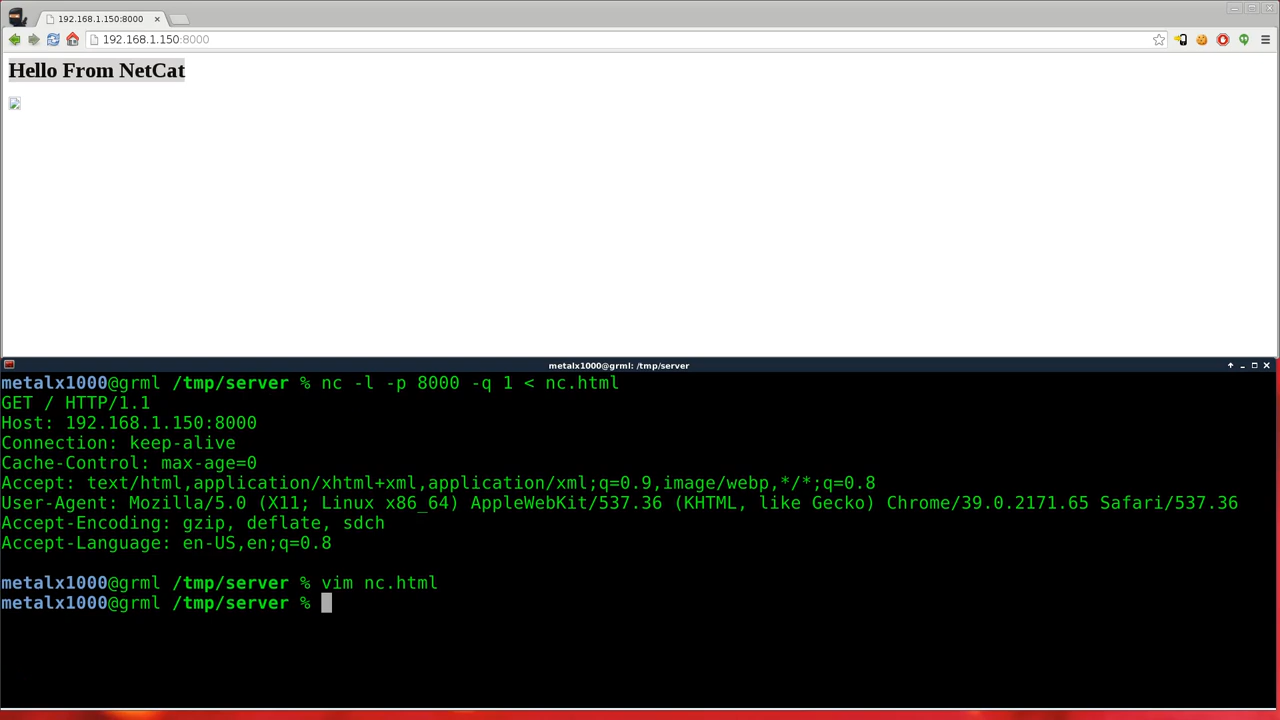 192.168.1.150:8000
192.168.1.150:8000
Hello From NetCat
metalx1000@grml: /tmp/server
metalx1000@grml /tmp/server % nc -l -p 8000 -q 1 < nc.html
GET / HTTP/1.1
Host: 192.168.1.150:8000
Connection: keep-alive
Cache-Control: max-age=0
Accept: text/html,application/xhtml+xml,application/xml;q=0.9,image/webp,*/*;q=0.8
User-Agent: Mozilla/5.0 (X11; Linux x86_64) AppleWebKit/537.36 (KHTML, like Gecko) Chrome/39.0.2171.65 Safari/537.36
Accept-Encoding: gzip, deflate, sdch
Accept-Language: en-US,en;q=0.8
metalx1000@grml /tmp/server % vim nc.html
metalx1000@grml /tmp/server %